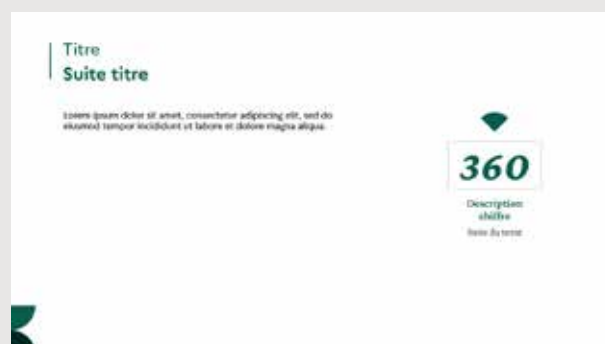 Titre
Suite titre
Lorem ipsum dolor sit amet, consectetur adipiscing elit, sed do
eiusmod tempor incididunt ut labore et dolore magna aliqua.
360
Description
chiffre
Suite du texte